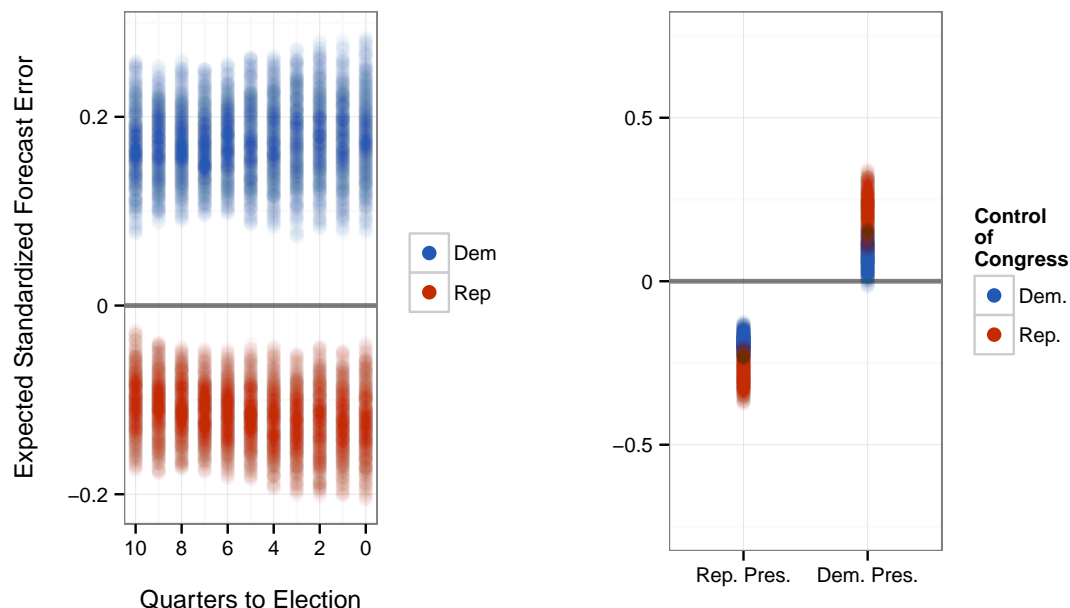 Expected Standardized Forecast Error
0.2
0
−0.2
10 8 6 4 2 0
Quarters to Election
Dem
Rep
0.5
0
−0.5
Rep. Pres. Dem. Pres.
Control
of
Congress
Dem.
Rep.